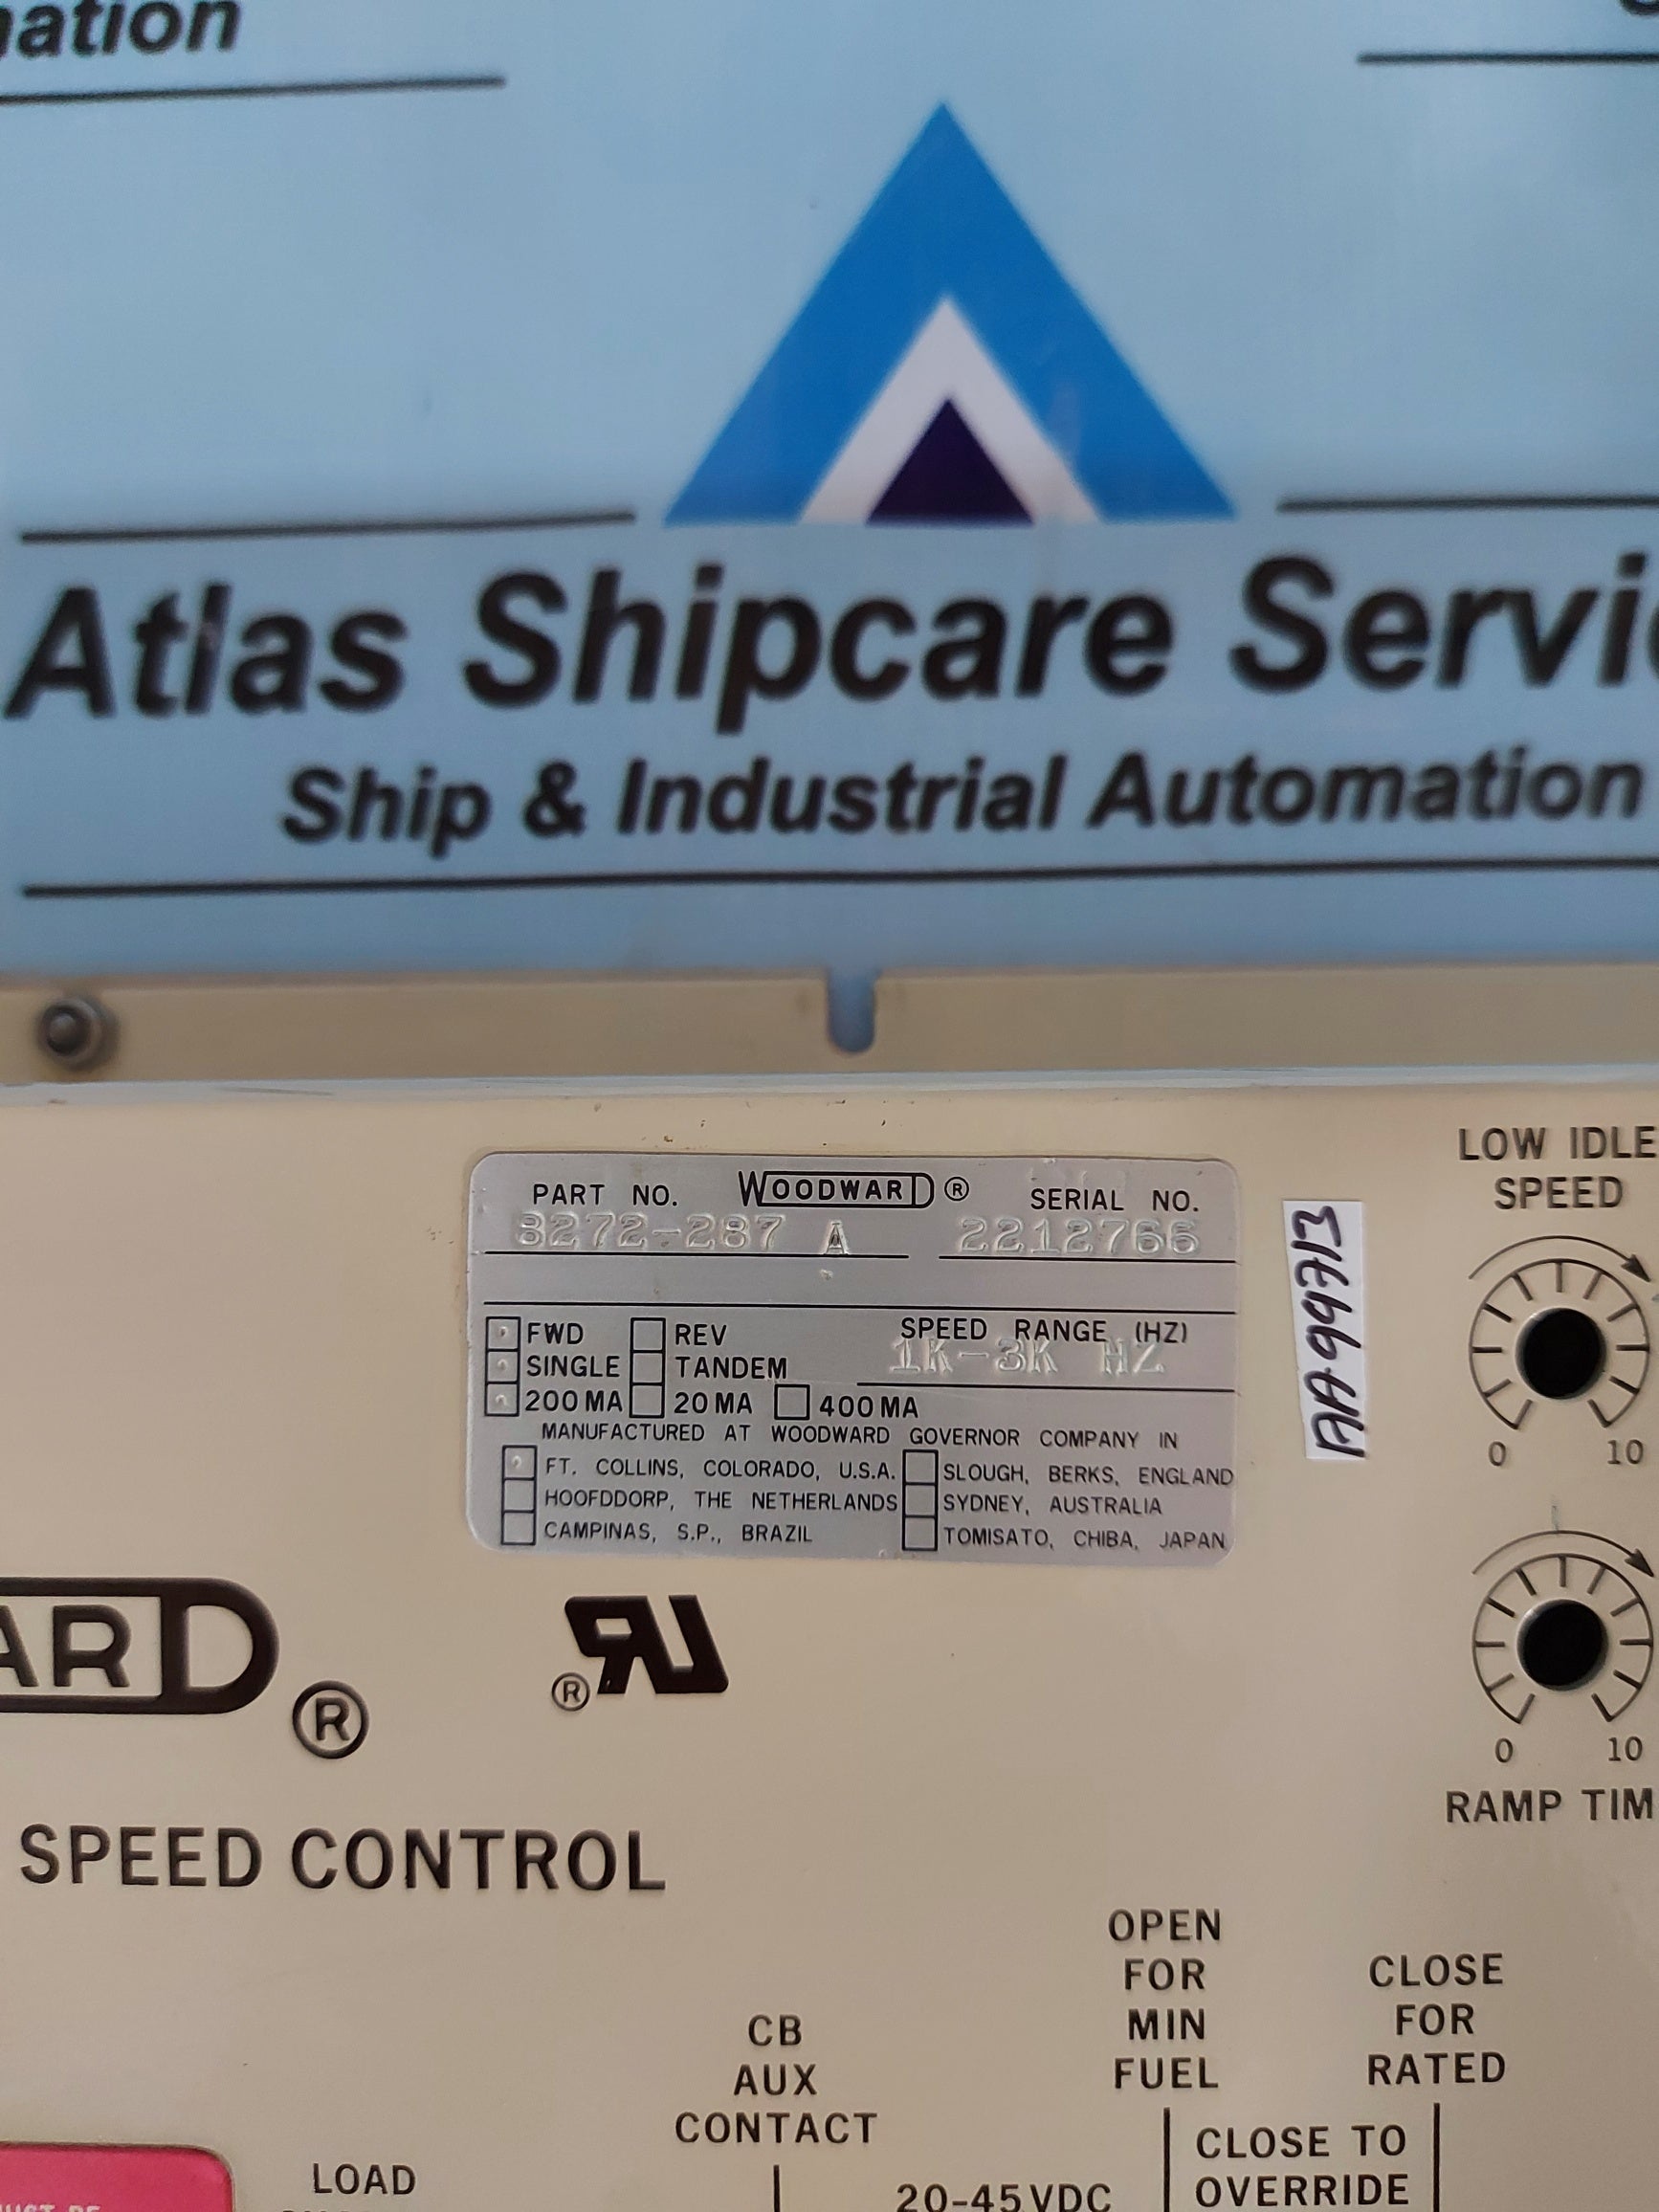 ation
Atlas Shipcare Servi
Ship & Industrial Automation
LOW IDLE
SPEED
0 10
PART NO. WOODWARD® SERIAL NO.
8272-287 A 2212766
FWD REV SPEED RANGE (HZ)
1K-3K HZ
SINGLE TANDEM
200 MA 20 MA 400 MA
MANUFACTURED AT WOODWARD GOVERNOR COMPANY IN
FT. COLLINS, COLORADO, U.S.A. SLOUGH, BERKS, ENGLAND
HOOFDDORP, THE NETHERLANDS SYDNEY, AUSTRALIA
CAMPINAS, S.P., BRAZIL TOMISATO, CHIBA, JAPAN
AA-99713
0 10
RAMP TIM
ARD®
®
SPEED CONTROL
OPEN
FOR
MIN
FUEL
CLOSE
FOR
RATED
CB
AUX
CONTACT
CLOSE TO
OVERRIDE
LOAD
20-45 VDC